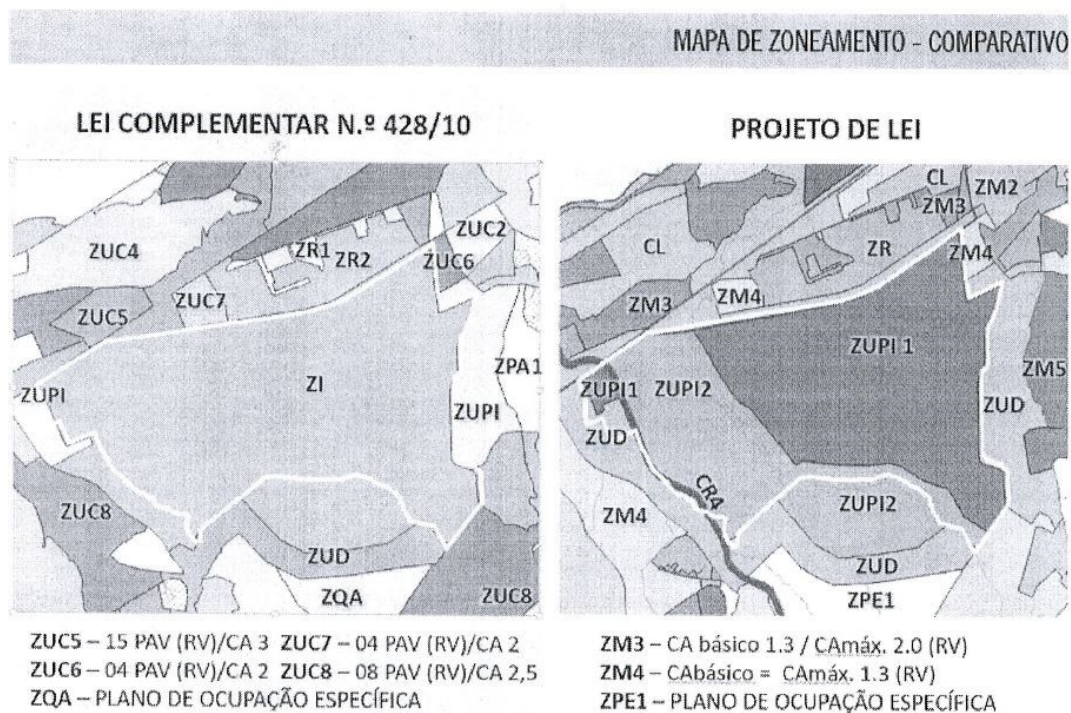 MAPA DE ZONEAMENTO - COMPARATIVO
LEI COMPLEMENTAR N.º 428/10
ZUC4
ZR1
ZR2
ZUC2
ZUC6
ZUC7
ZUC5
ZPA1
ZI
ZUPI
ZUPI
ZUC8
ZUD
ZQA
ZUC8
ZUC5 – 15 PAV (RV)/CA 3 ZUC7 – 04 PAV (RV)/CA 2
ZUC6 – 04 PAV (RV)/CA 2 ZUC8 – 08 PAV (RV)/CA 2,5
ZQA – PLANO DE OCUPAÇÃO ESPECÍFICA
PROJETO DE LEI
CL
ZM2
ZM3
CL
ZR
ZM4
ZM3
ZM4
ZUPI 1
ZM5
ZUPI1
ZUPI2
ZUD
ZUD
CR4
ZM4
ZUPI2
ZUD
ZPE1
ZM3 – CA básico 1.3 / CAmáx. 2.0 (RV)
ZM4 – CAbásico = CAmáx. 1.3 (RV)
ZPE1 – PLANO DE OCUPAÇÃO ESPECÍFICA